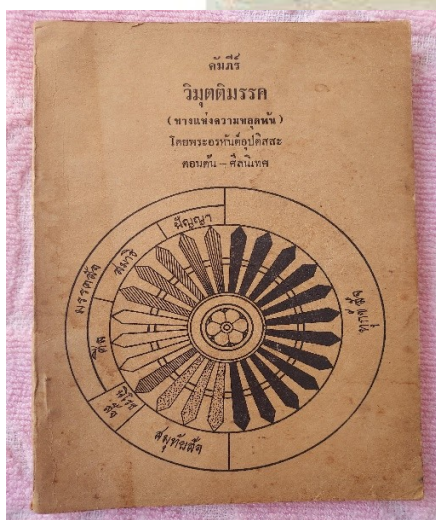 คัมภีร์
วิมุตติมรรค
(ทางแห่งความหลุดพ้น)
โดยพระอรหันต์อุปติสสะ
ตอนต้น – ศีลนิเทศ
ปัญญา
สมาธิ
มรรคสัจ
ศีล
นิโรธ
สัจ
สมุทัยสัจ
ทุกขสัจ